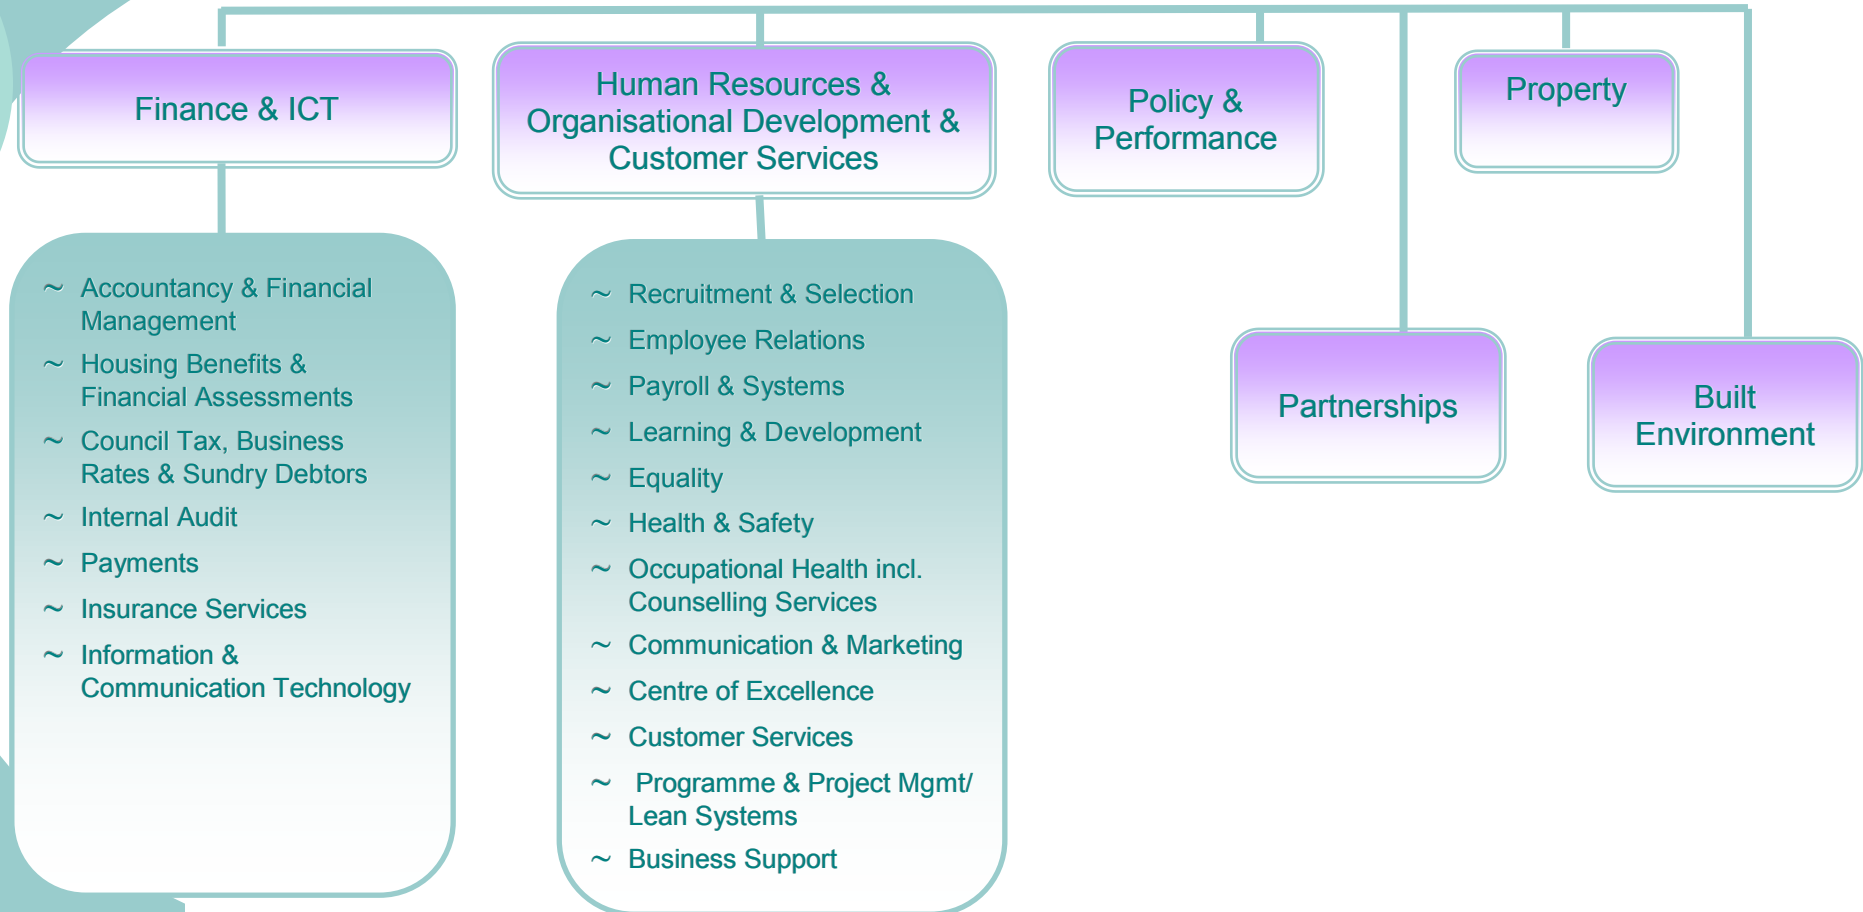 Finance & ICT
Human Resources &
Organisational Development &
Customer Services
Policy &
Performance
Property
~ Accountancy & Financial
Management
~ Housing Benefits &
Financial Assessments
~ Council Tax, Business
Rates & Sundry Debtors
~ Internal Audit
~ Payments
~ Insurance Services
~ Information &
Communication Technology
~ Recruitment & Selection
~ Employee Relations
~ Payroll & Systems
~ Learning & Development
~ Equality
~ Health & Safety
~ Occupational Health incl.
Counselling Services
~ Communication & Marketing
~ Centre of Excellence
~ Customer Services
~ Programme & Project Mgmt/
Lean Systems
~ Business Support
Partnerships
Built
Environment